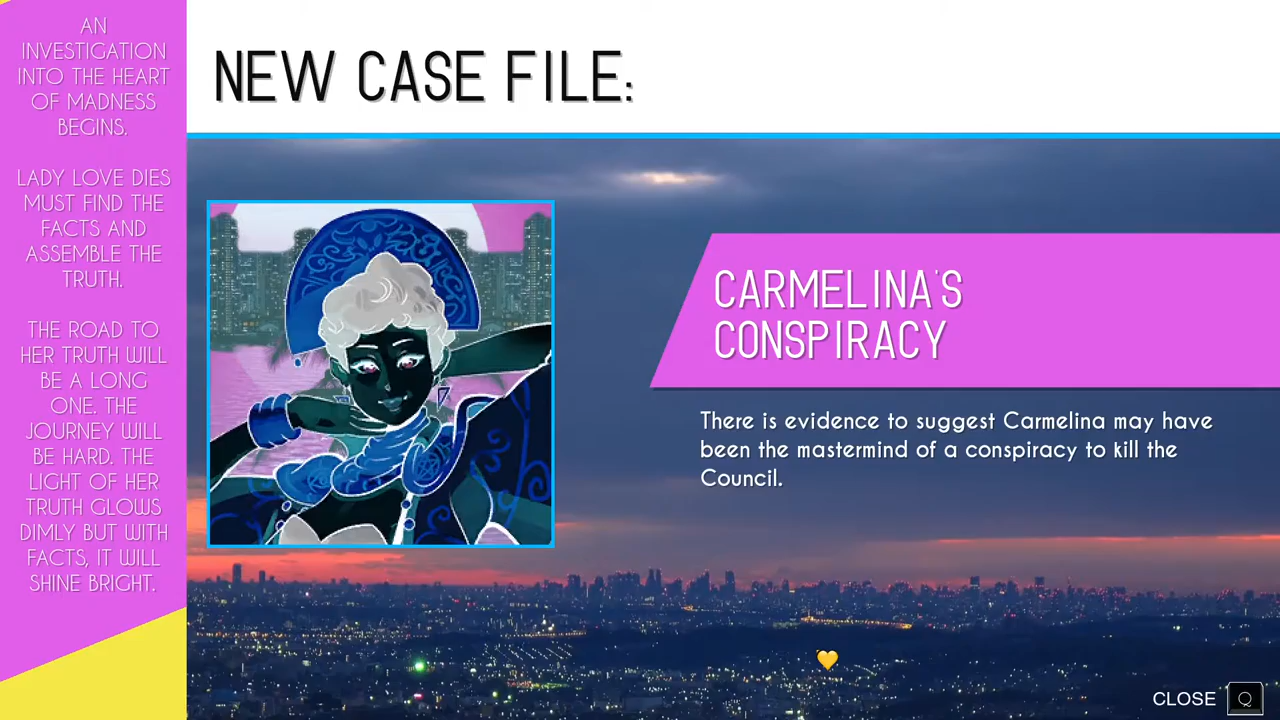 AN
INVESTIGATION
INTO THE HEART
OF MADNESS
BEGINS.
LADY LOVE DIES
MUST FIND THE
FACTS AND
ASSEMBLE THE
TRUTH.
THE ROAD TO
HER TRUTH WILL
BE A LONG
ONE. THE
JOURNEY WILL
BE HARD. THE
LIGHT OF HER
TRUTH GLOWS
DIMLY BUT WITH
FACTS, IT WILL
SHINE BRIGHT.
NEW CASE FILE:
CARMELINA'S
CONSPIRACY
There is evidence to suggest Carmelina may have
been the mastermind of a conspiracy to kill the
Council.
CLOSE Q